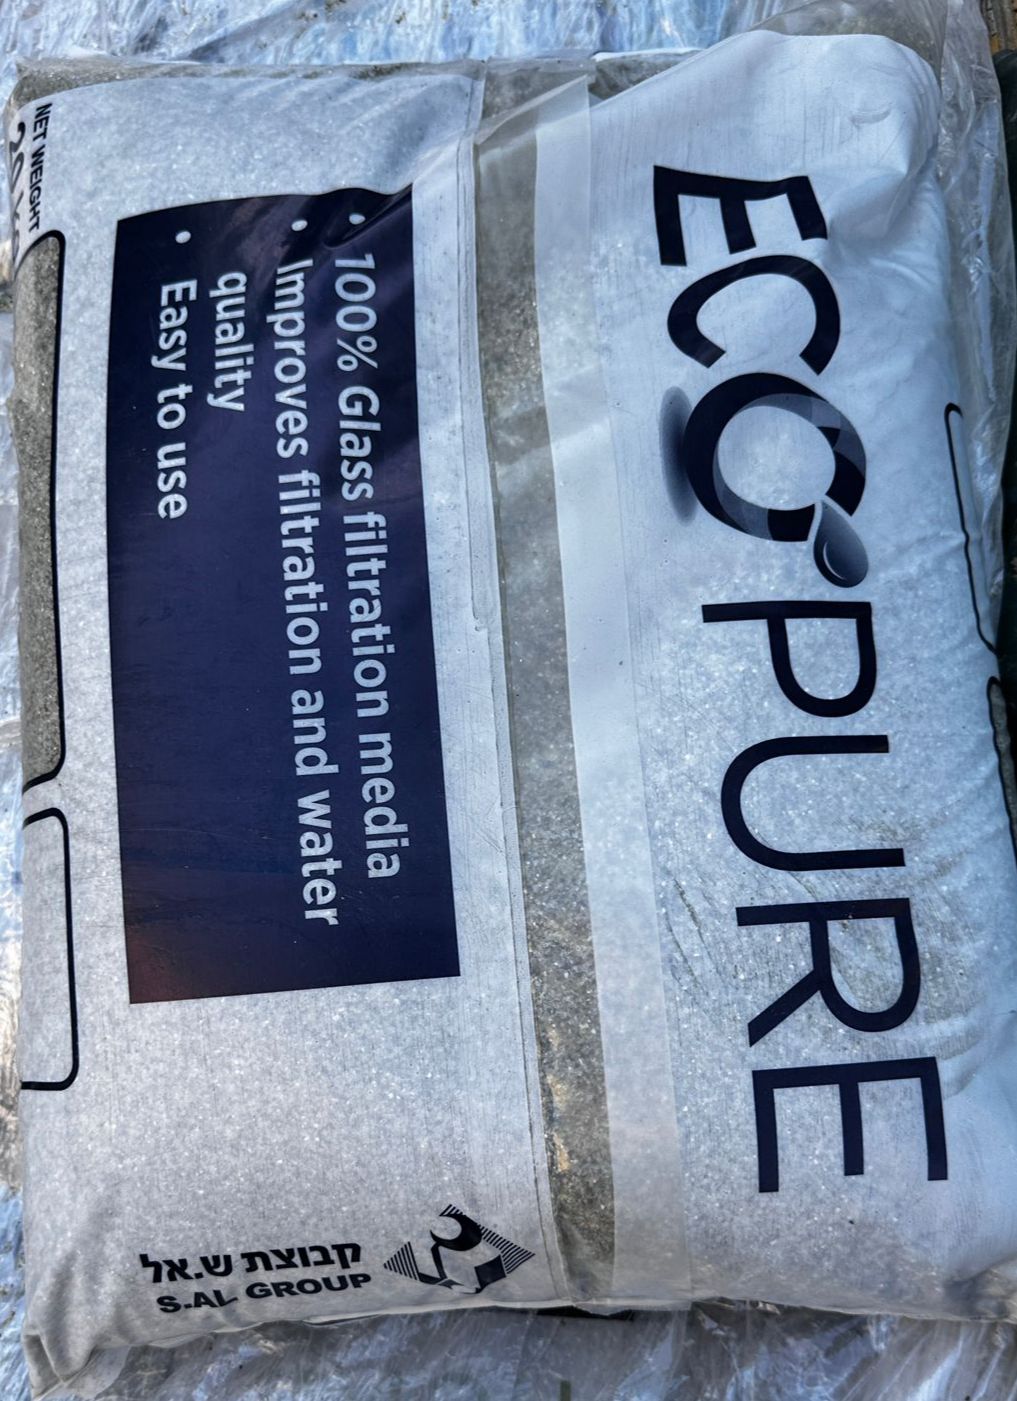 ECOPURE
• 100% Glass filtration media
• Improves filtration and water
quality
• Easy to use
NET WEIGHT
קבוצת ש.אל
S.AL GROUP